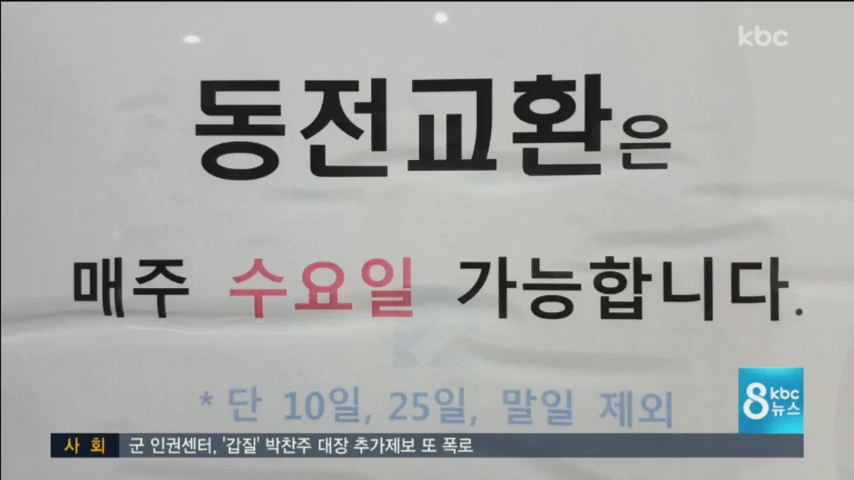 kbc
동전교환은
매주 수요일 가능합니다.
* 단 10일, 25일, 말일 제외
8 kbc 뉴스
사 회 군 인권센터, '갑질' 박찬주 대장 추가제보 또 폭로